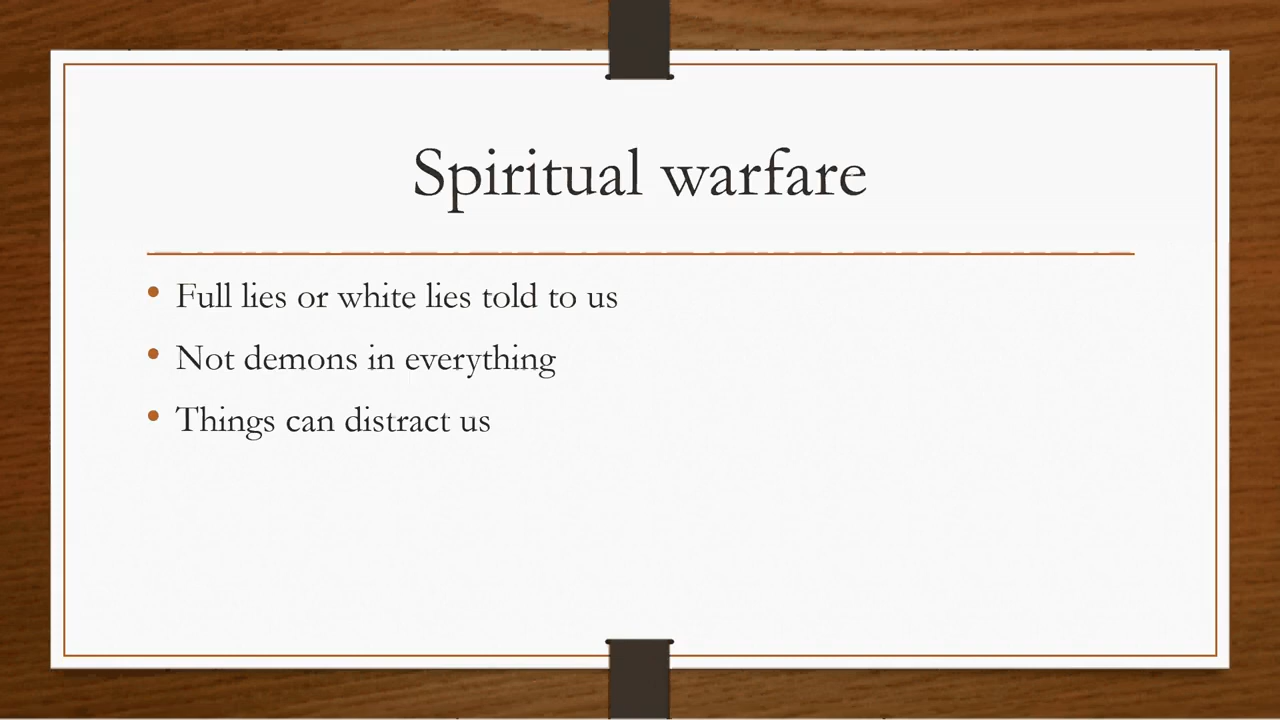 Spiritual warfare
• Full lies or white lies told to us
• Not demons in everything
• Things can distract us